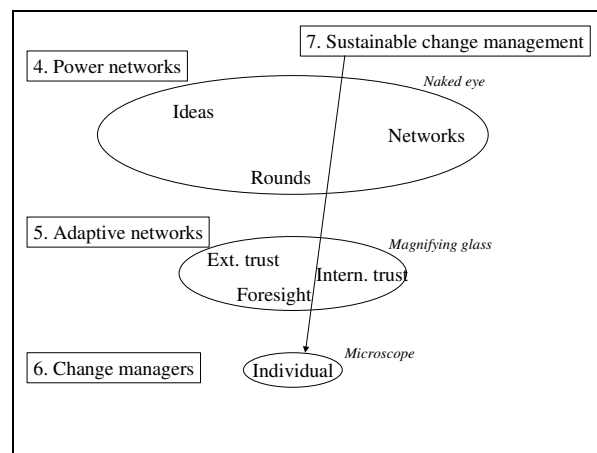 7. Sustainable change management
4. Power networks
Naked eye
Ideas
Networks
Rounds
5. Adaptive networks
Magnifying glass
Ext. trust
Intern. trust
Foresight
Microscope
6. Change managers
Individual